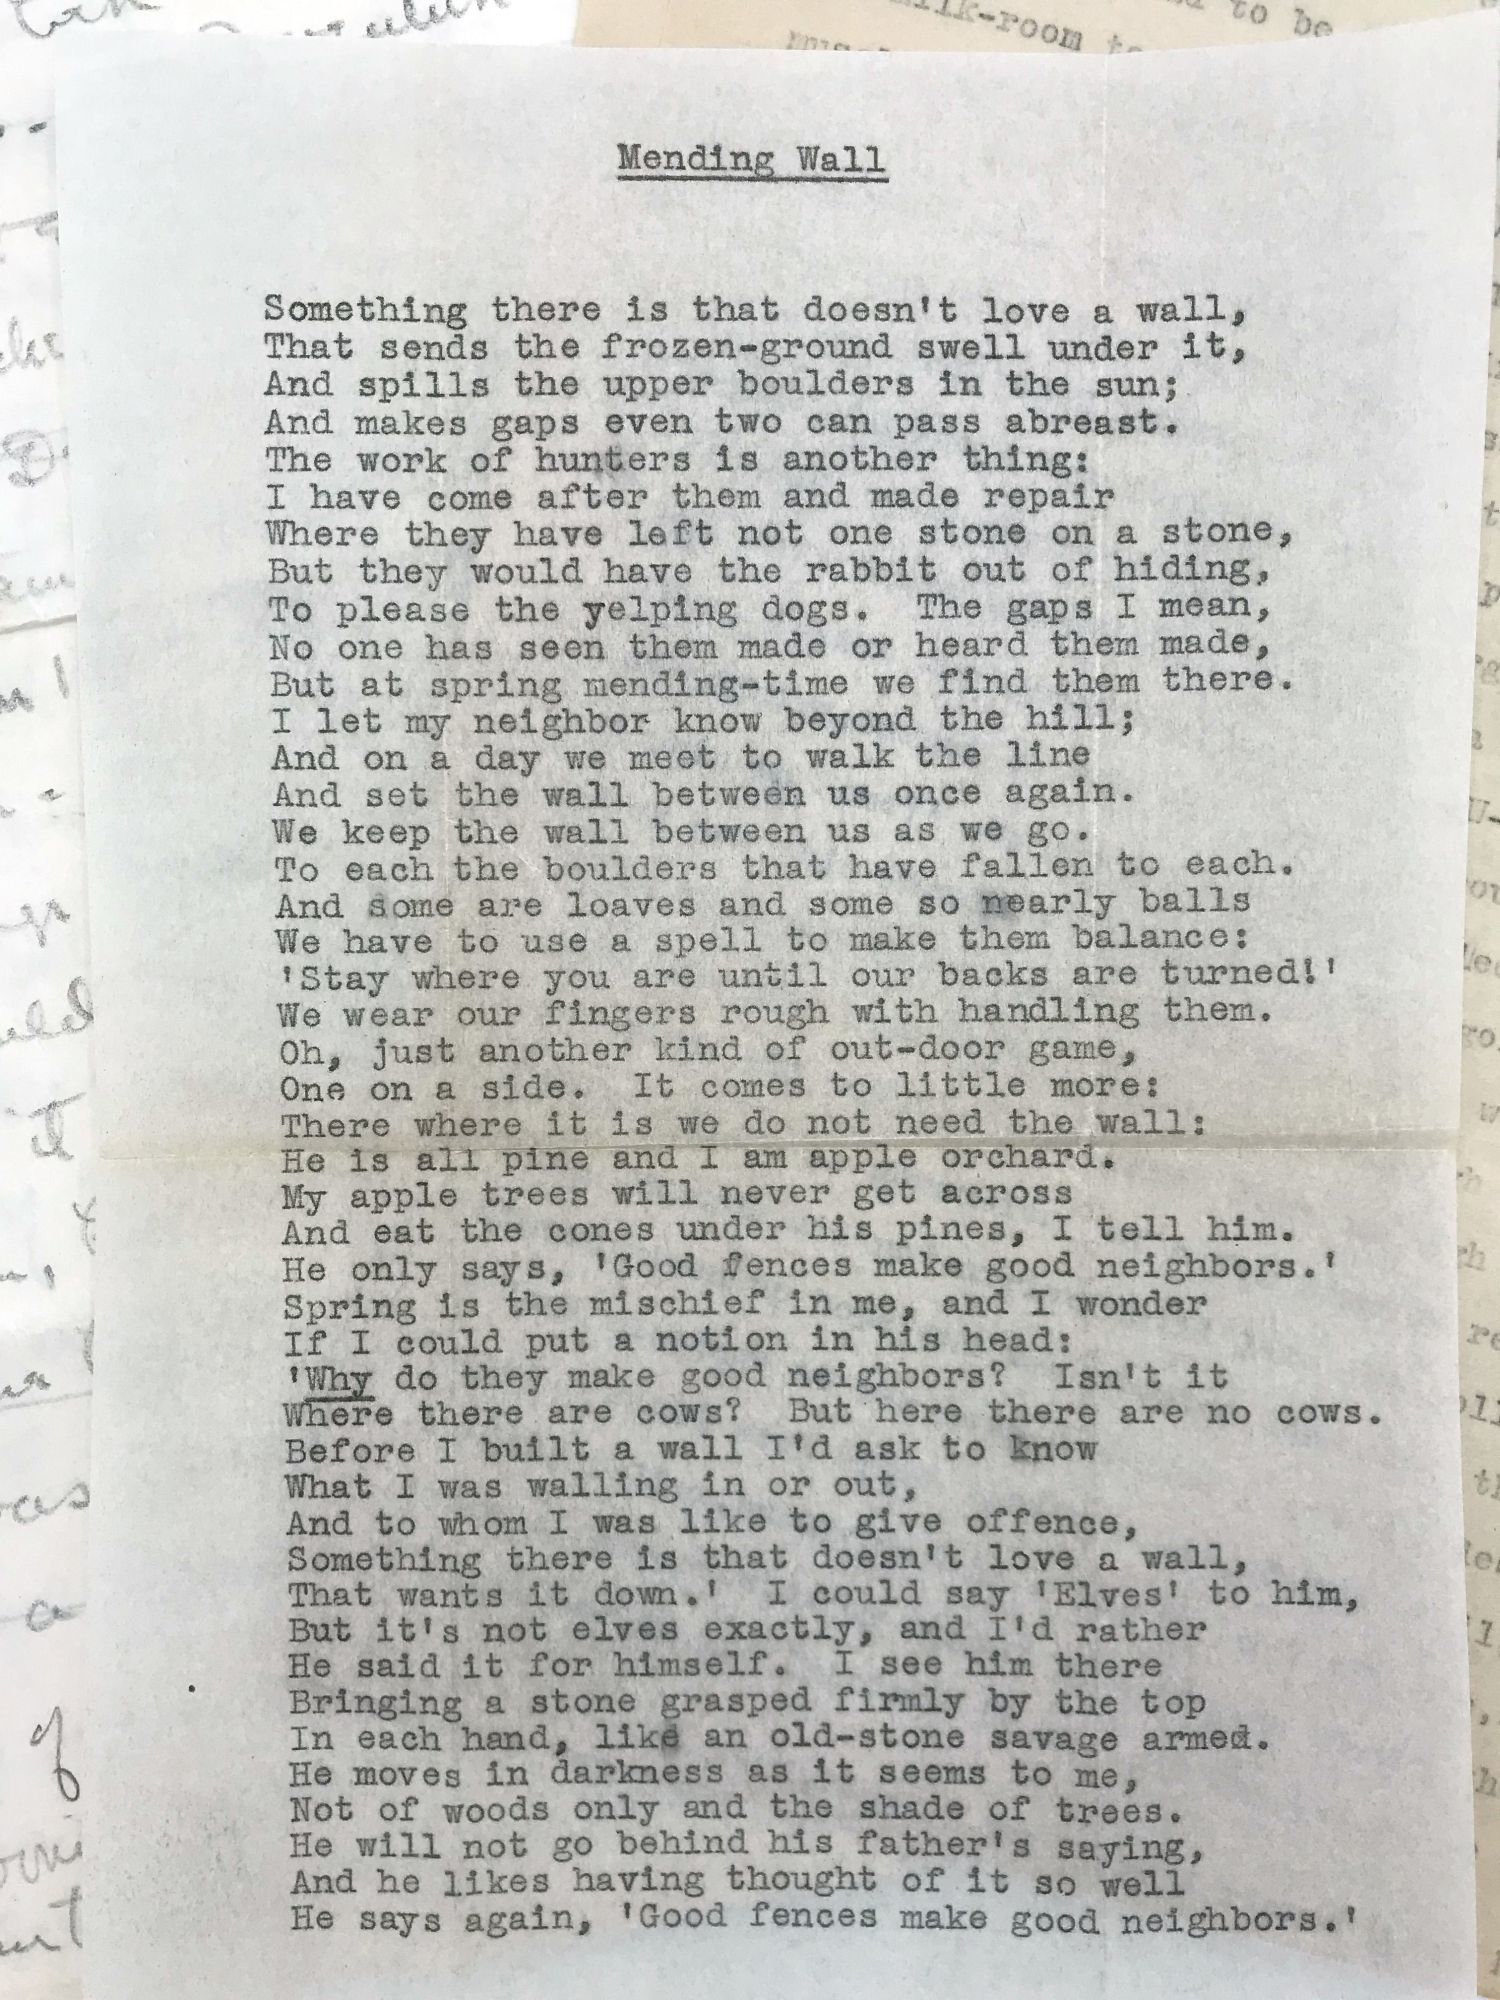 to be
milk-room to
Mending Wall
Something there is that doesn't love a wall,
That sends the frozen-ground swell under it,
And spills the upper boulders in the sun;
And makes gaps even two can pass abreast.
The work of hunters is another thing:
I have come after them and made repair
Where they have left not one stone on a stone,
But they would have the rabbit out of hiding,
To please the yelping dogs.  The gaps I mean,
No one has seen them made or heard them made,
But at spring mending-time we find them there.
I let my neighbor know beyond the hill;
And on a day we meet to walk the line
And set the wall between us once again.
We keep the wall between us as we go.
To each the boulders that have fallen to each.
And some are loaves and some so nearly balls
We have to use a spell to make them balance:
'Stay where you are until our backs are turned!'
We wear our fingers rough with handling them.
Oh, just another kind of out-door game,
One on a side.  It comes to little more:
There where it is we do not need the wall:
He is all pine and I am apple orchard.
My apple trees will never get across
And eat the cones under his pines, I tell him.
He only says, 'Good fences make good neighbors.'
Spring is the mischief in me, and I wonder
If I could put a notion in his head:
'Why do they make good neighbors?  Isn't it
Where there are cows?  But here there are no cows.
Before I built a wall I'd ask to know
What I was walling in or out,
And to whom I was like to give offence,
Something there is that doesn't love a wall,
That wants it down.'  I could say 'Elves' to him,
But it's not elves exactly, and I'd rather
He said it for himself.  I see him there
Bringing a stone grasped firmly by the top
In each hand, like an old-stone savage armed.
He moves in darkness as it seems to me,
Not of woods only and the shade of trees.
He will not go behind his father's saying,
And he likes having thought of it so well
He says again, 'Good fences make good neighbors.'
it
of